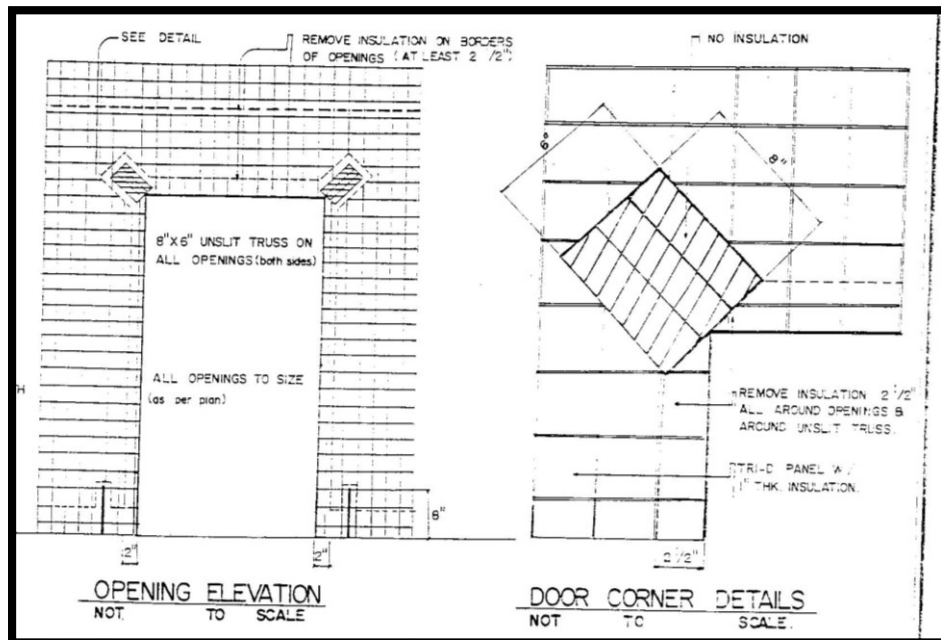 SEE DETAIL
REMOVE INSULATION ON BORDERS
OF OPENINGS (AT LEAST 2 1/2")
8"X6" UNSLIT TRUSS ON
ALL OPENINGS (both sides)
ALL OPENINGS TO SIZE
(as per plan)
H
8"
2"
2"
OPENING ELEVATION
NOT TO SCALE
NO INSULATION
6"
8"
REMOVE INSULATION 2 1/2"
ALL AROUND OPENINGS &
AROUND UNSLIT TRUSS.
TRI-D PANEL W/
1" THK. INSULATION.
2 1/2"
DOOR CORNER DETAILS
NOT TO SCALE.